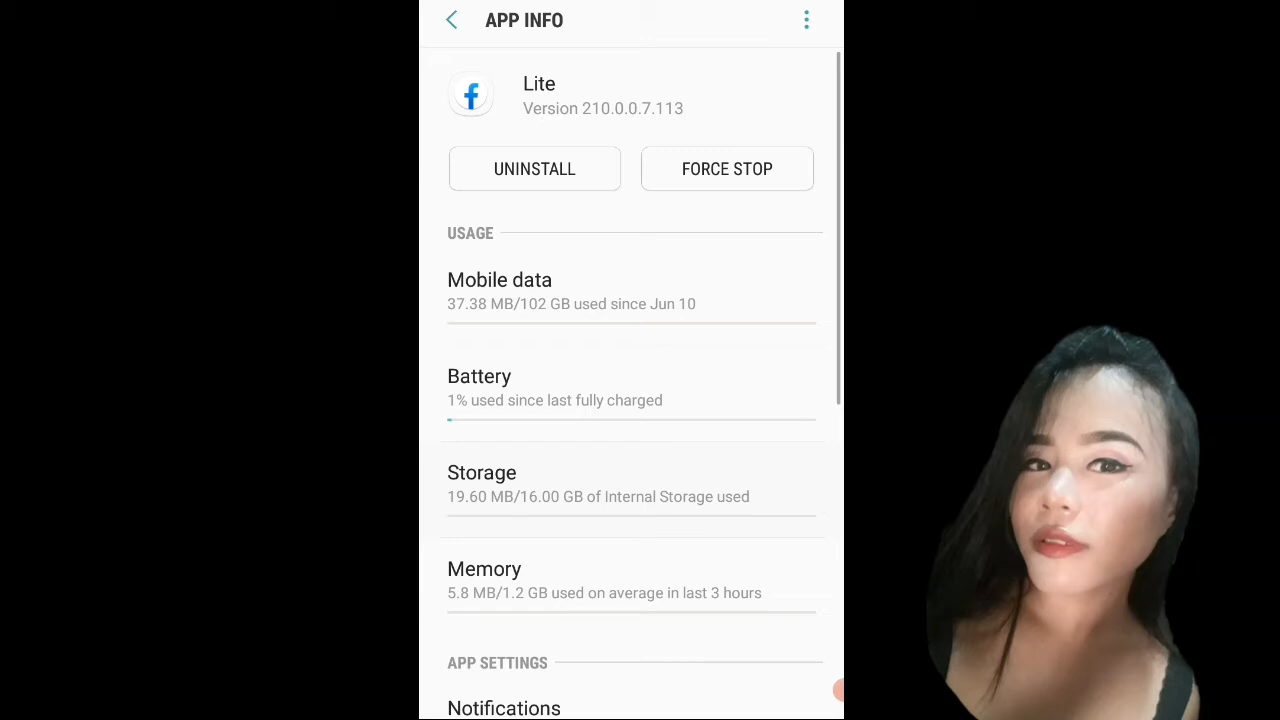 APP INFO
Lite
Version 210.0.0.7.113
UNINSTALL
FORCE STOP
USAGE
Mobile data
37.38 MB/102 GB used since Jun 10
Battery
1% used since last fully charged
Storage
19.60 MB/16.00 GB of Internal Storage used
Memory
5.8 MB/1.2 GB used on average in last 3 hours
APP SETTINGS
Notifications